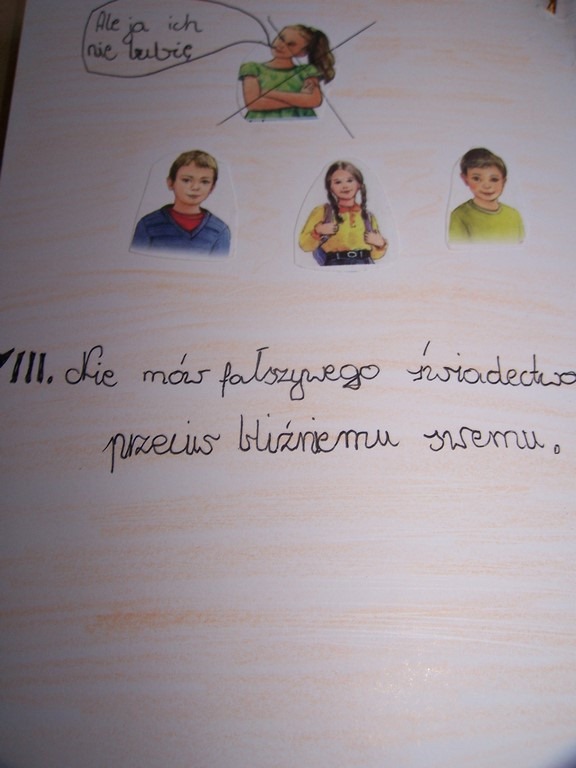 Ale ja ich
nie lubię
VIII. Nie mów fałszywego świadectwa
przeciw bliźniemu swemu.